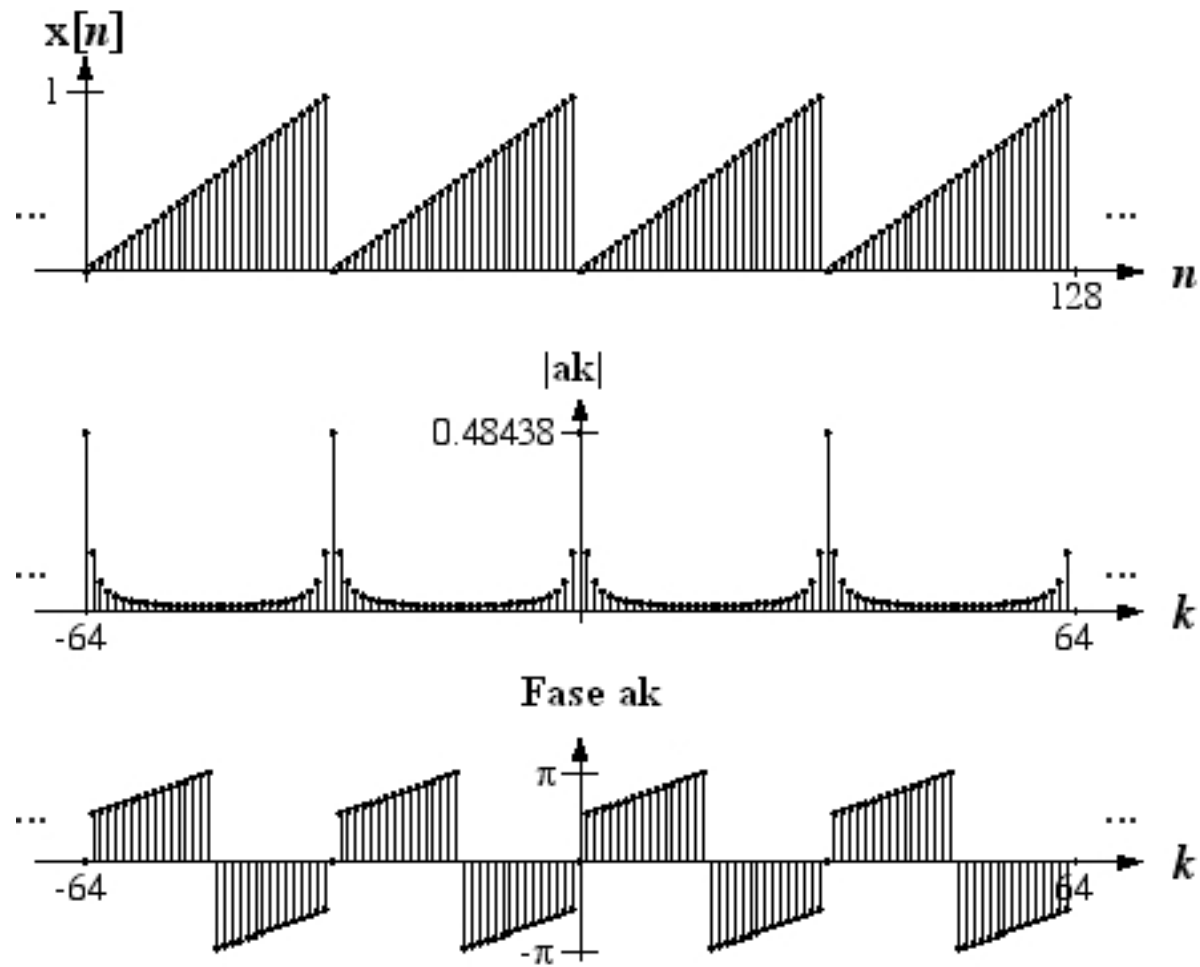 x[n]
1
... ...
n
128
|ak|
0.48438
... ...
k
-64 64
Fase ak
π
... ...
k
-64 64
-π